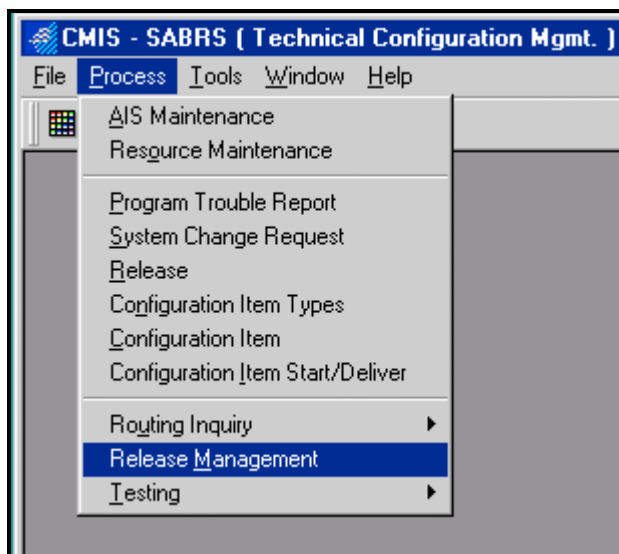 CMIS - SABRS ( Technical Configuration Mgmt. )
File Process Tools Window Help
AIS Maintenance
Resource Maintenance
Program Trouble Report
System Change Request
Release
Configuration Item Types
Configuration Item
Configuration Item Start/Deliver
Routing Inquiry
Release Management
Testing